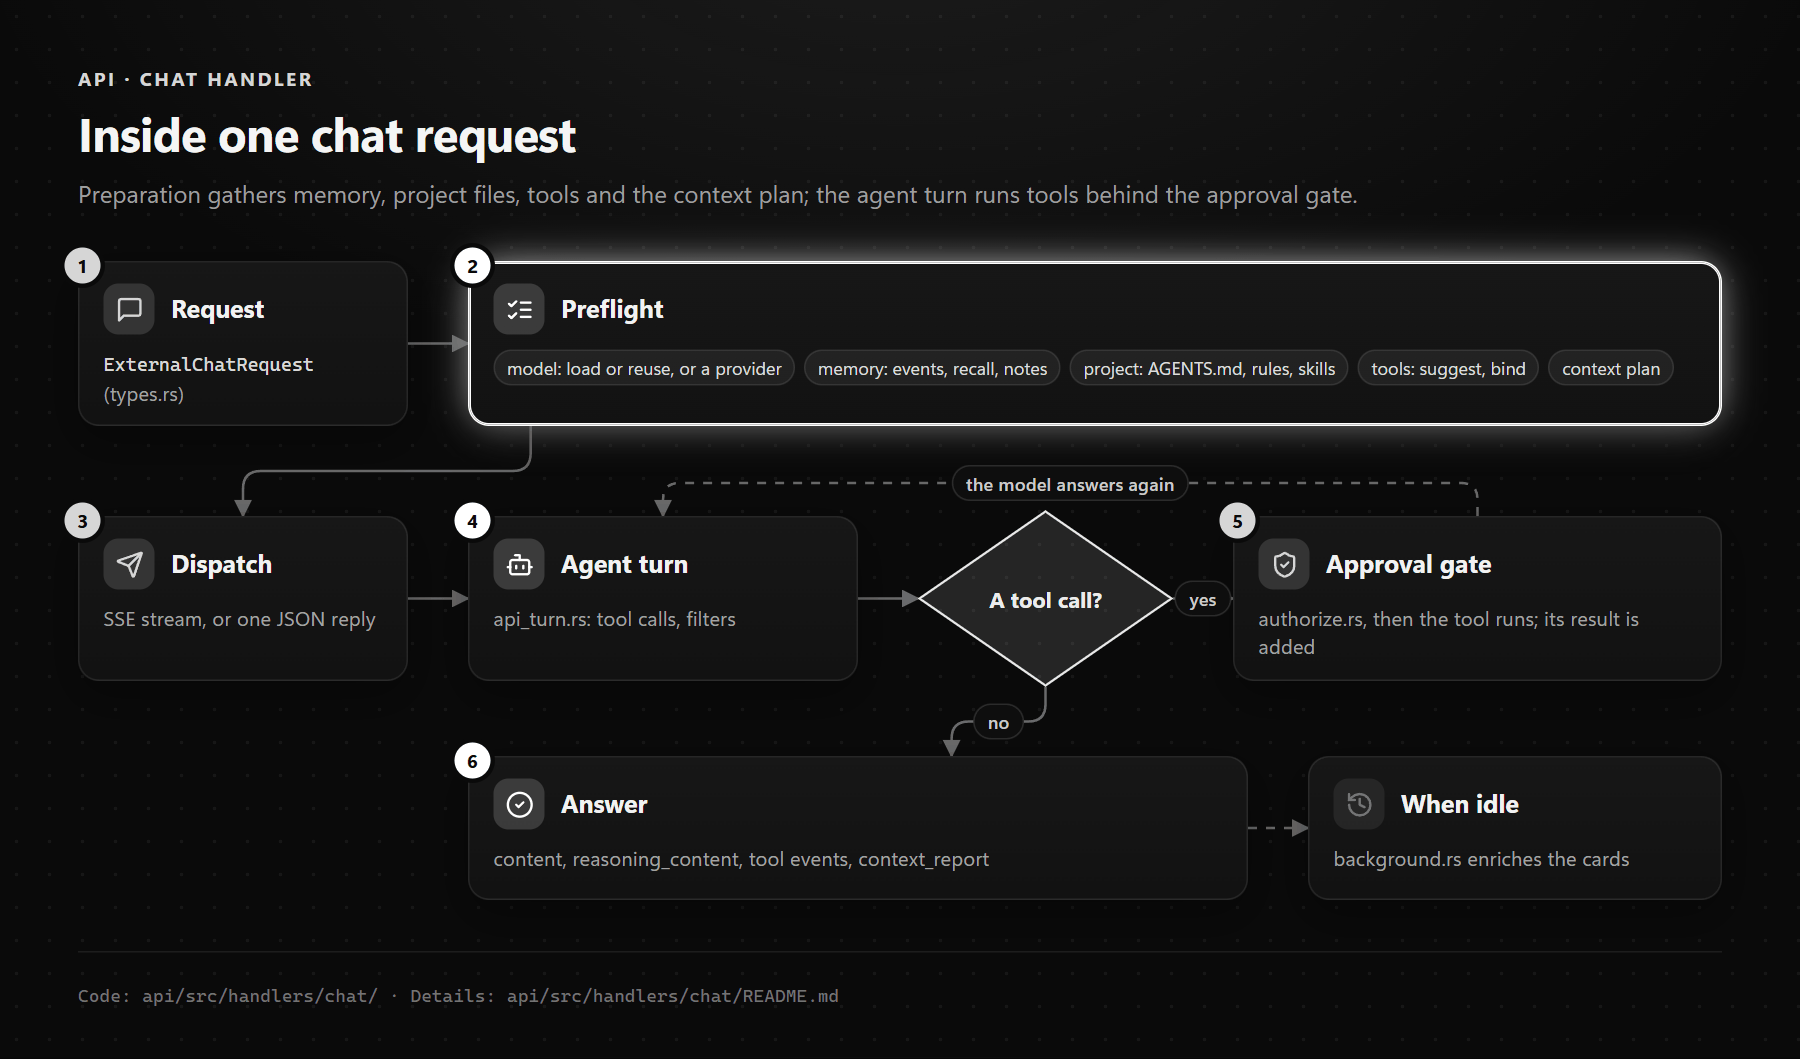 API · CHAT HANDLER
Inside one chat request
Preparation gathers memory, project files, tools and the context plan; the agent turn runs tools behind the approval gate.
1
Request
ExternalChatRequest
(types.rs)
2
Preflight
model: load or reuse, or a provider
memory: events, recall, notes
project: AGENTS.md, rules, skills
tools: suggest, bind
context plan
the model answers again
3
Dispatch
SSE stream, or one JSON reply
4
Agent turn
api_turn.rs: tool calls, filters
A tool call?
yes
5
Approval gate
authorize.rs, then the tool runs; its result is
added
no
6
Answer
content, reasoning_content, tool events, context_report
When idle
background.rs enriches the cards
Code: api/src/handlers/chat/ · Details: api/src/handlers/chat/README.md